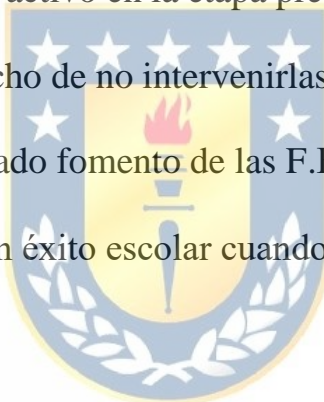 activo en la etapa pre
cho de no intervenirlas
ado fomento de las F.
n éxito escolar cuando